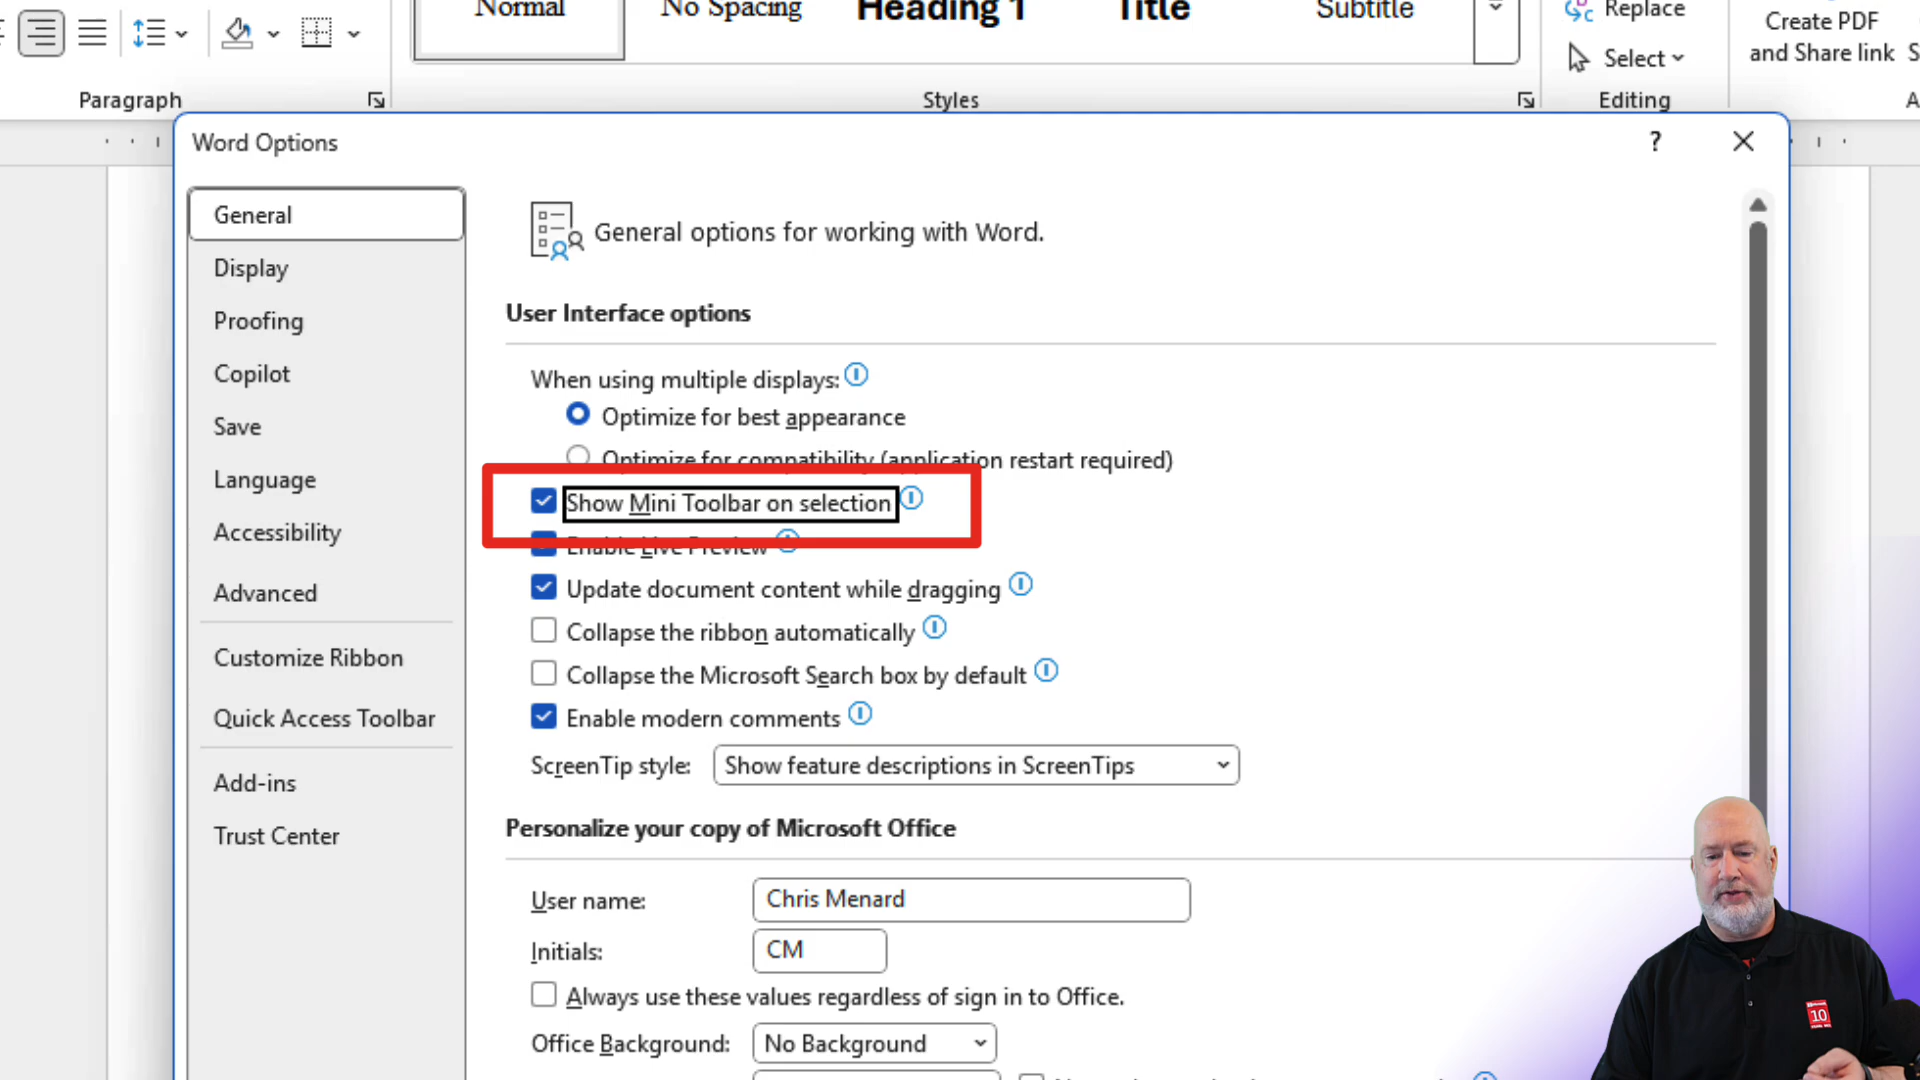 Normal
No Spacing
Heading 1
Title
Subtitle
Replace
Select
Create PDF
and Share link
Paragraph
Styles
Editing
Word Options
?
General
Display
Proofing
Copilot
Save
Language
Accessibility
Advanced
Customize Ribbon
Quick Access Toolbar
Add-ins
Trust Center
General options for working with Word.
User Interface options
When using multiple displays:
Optimize for best appearance
Optimize for compatibility (application restart required)
Show Mini Toolbar on selection
Enable Live Preview
Update document content while dragging
Collapse the ribbon automatically
Collapse the Microsoft Search box by default
Enable modern comments
ScreenTip style: Show feature descriptions in ScreenTips
Personalize your copy of Microsoft Office
User name: Chris Menard
Initials: CM
Always use these values regardless of sign in to Office.
Office Background: No Background
10